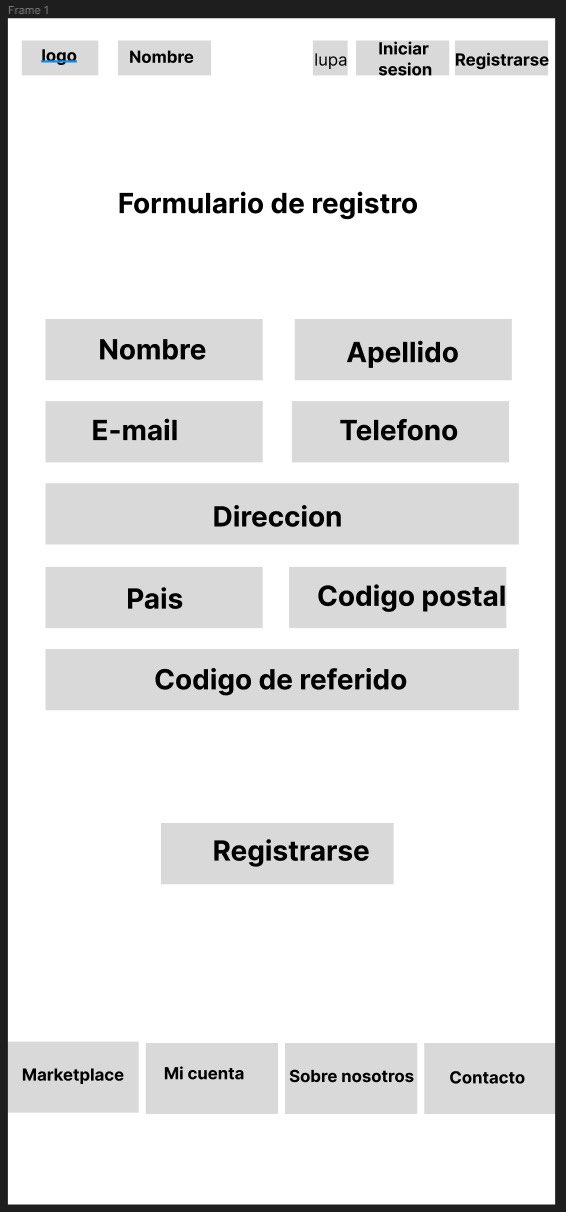 Frame 1
logo
Nombre
lupa
Iniciar
sesion
Registrarse
Formulario de registro
Nombre
Apellido
E-mail
Telefono
Direccion
Pais
Codigo postal
Codigo de referido
Registrarse
Marketplace
Mi cuenta
Sobre nosotros
Contacto